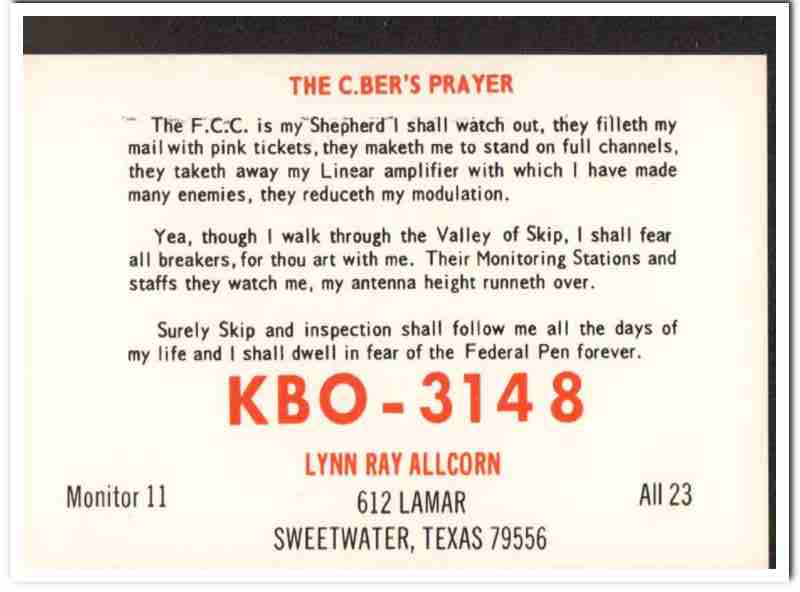 THE C.BER'S PRAYER
The F.C.C. is my Shepherd I shall watch out, they filleth my
mail with pink tickets, they maketh me to stand on full channels,
they taketh away my Linear amplifier with which I have made
many enemies, they reduceth my modulation.
Yea, though I walk through the Valley of Skip, I shall fear
all breakers, for thou art with me. Their Monitoring Stations and
staffs they watch me, my antenna height runneth over.
Surely Skip and inspection shall follow me all the days of
my life and I shall dwell in fear of the Federal Pen forever.
KBO-3148
LYNN RAY ALLCORN
Monitor 11
612 LAMAR
All 23
SWEETWATER, TEXAS 79556